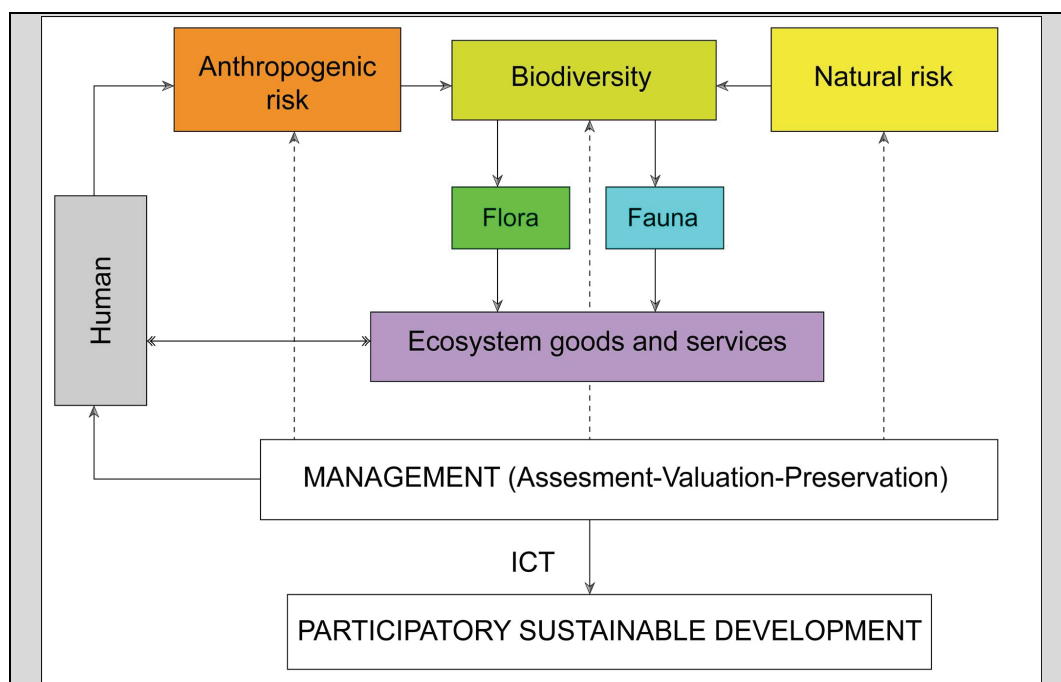 Anthropogenic
risk
Biodiversity
Natural risk
Flora
Fauna
Human
Ecosystem goods and services
MANAGEMENT (Assesment-Valuation-Preservation)
ICT
PARTICIPATORY SUSTAINABLE DEVELOPMENT